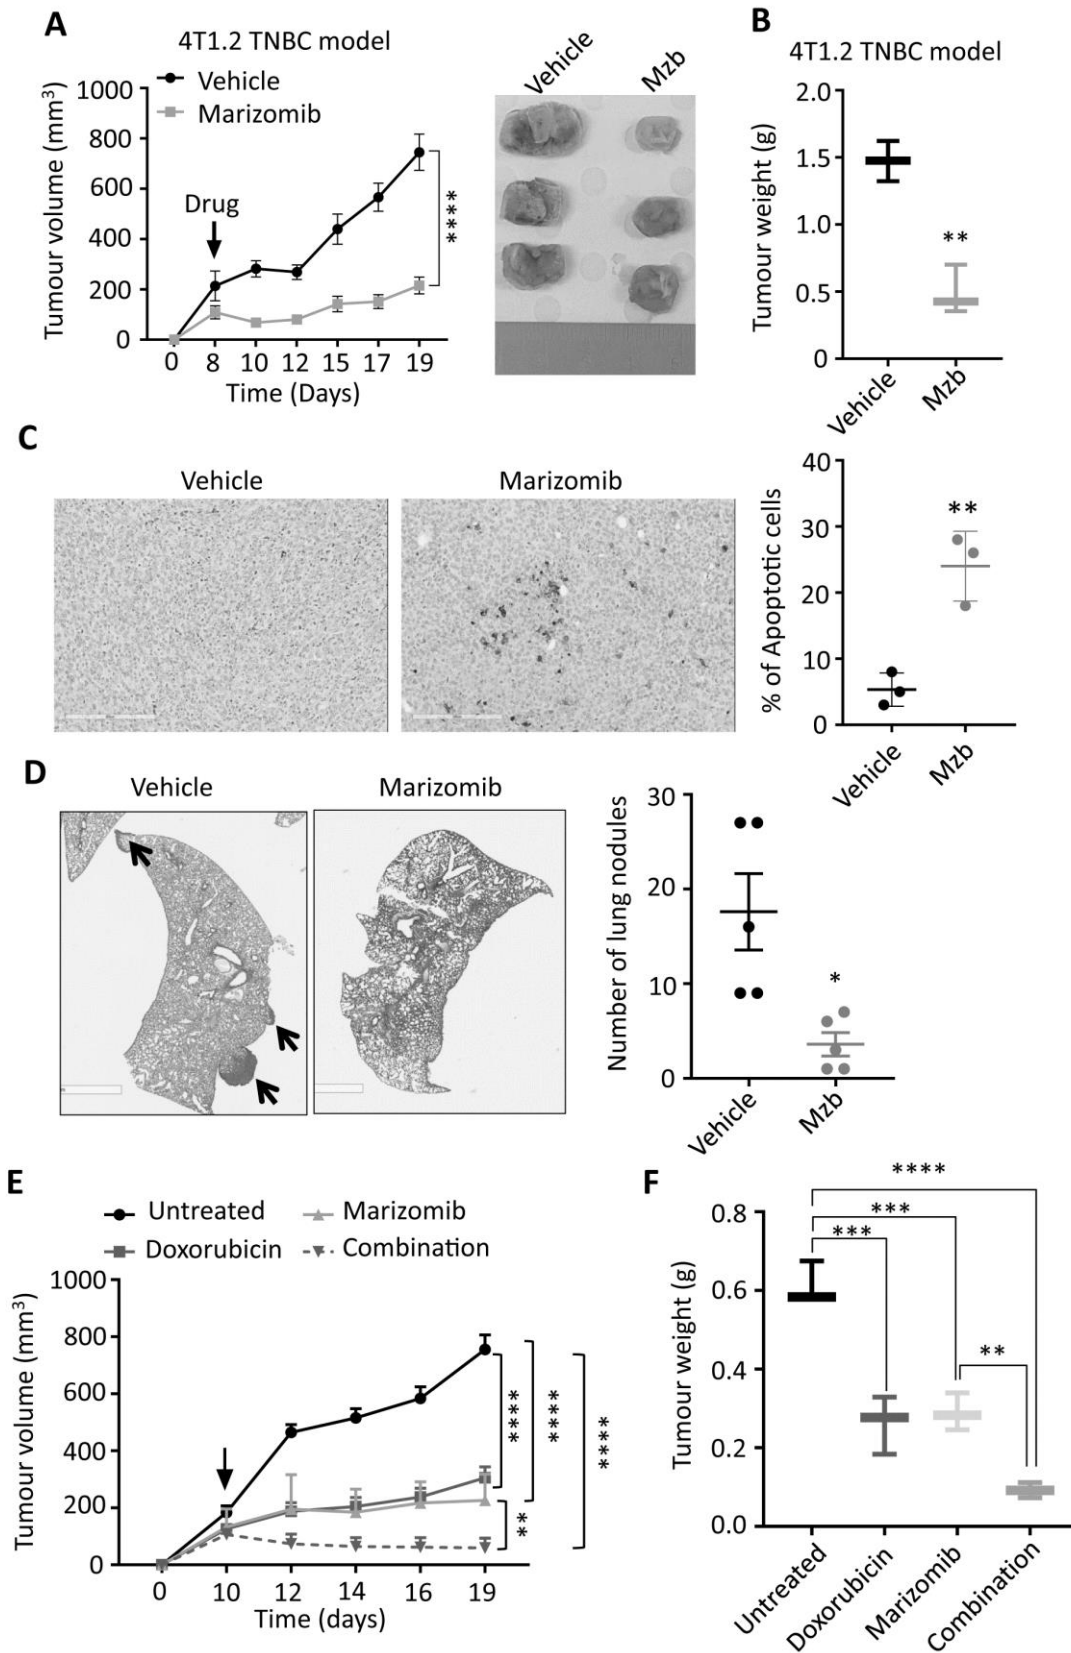 A
4T1.2 TNBC model
Vehicle
Marizomib
Tumour volume (mm³)
1000
800
600
400
200
0
Drug
****
0 8 10 12 15 17 19
Time (Days)
Vehicle Mzb
B
4T1.2 TNBC model
Tumour weight (g)
2.0
1.5
1.0
0.5
0
**
Vehicle Mzb
C
Vehicle Marizomib
% of Apoptotic cells
40
30
20
10
0
**
Vehicle Mzb
D
Vehicle Marizomib
Number of lung nodules
30
20
10
0
*
Vehicle Mzb
E
Untreated Marizomib
Doxorubicin Combination
Tumour volume (mm³)
1000
800
600
400
200
0
****
****
****
**
0 10 12 14 16 19
Time (days)
F
Tumour weight (g)
0.8
0.6
0.4
0.2
0.0
****
***
***
**
Untreated Doxorubicin Marizomib Combination